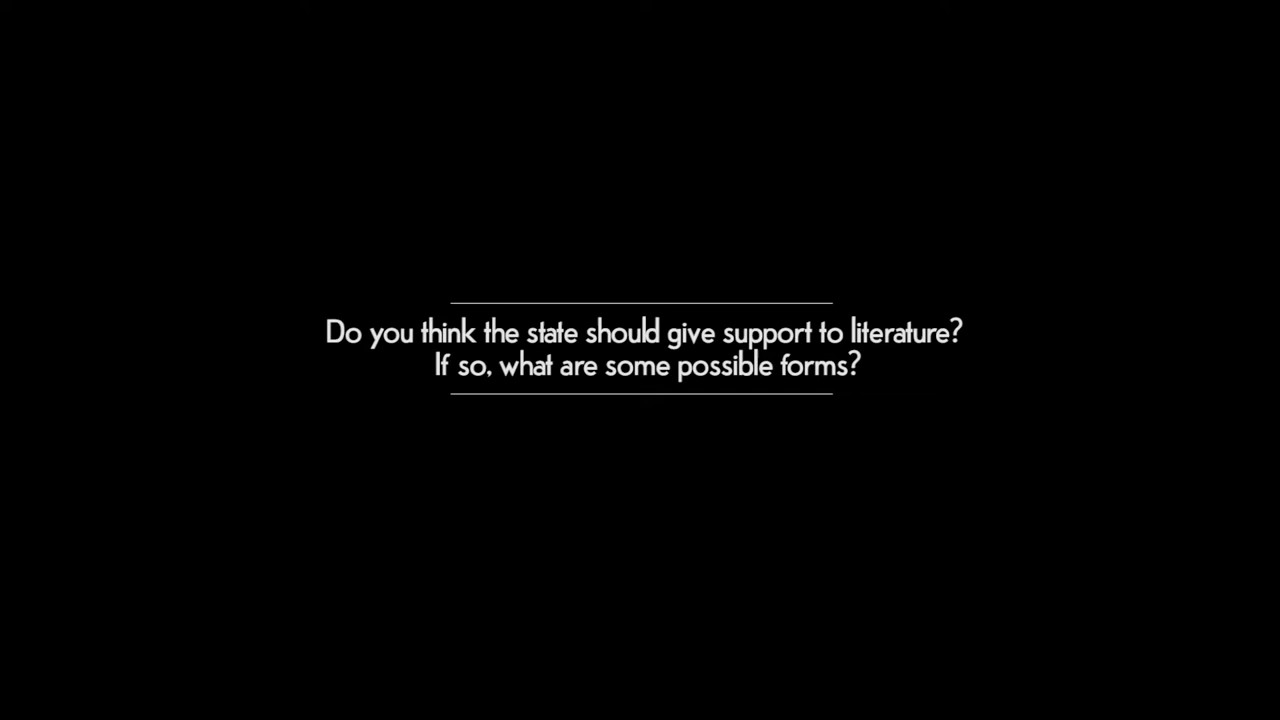 Do you think the state should give support to literature?
If so, what are some possible forms?